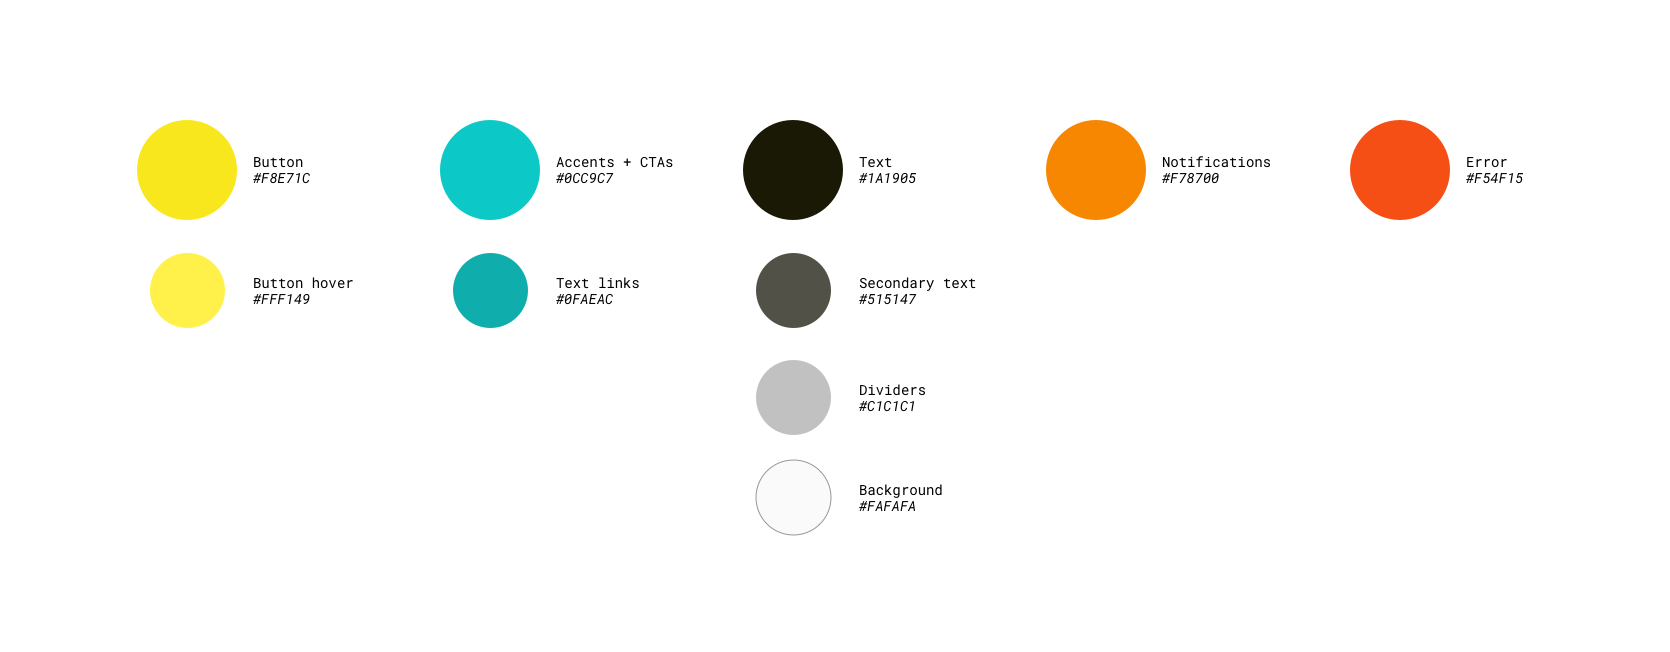 Button
#F8E71C
Accents + CTAs
#0CC9C7
Text
#1A1905
Notifications
#F78700
Error
#F54F15
Button hover
#FFF149
Text links
#0FAEAC
Secondary text
#515147
Dividers
#C1C1C1
Background
#FAFAFA